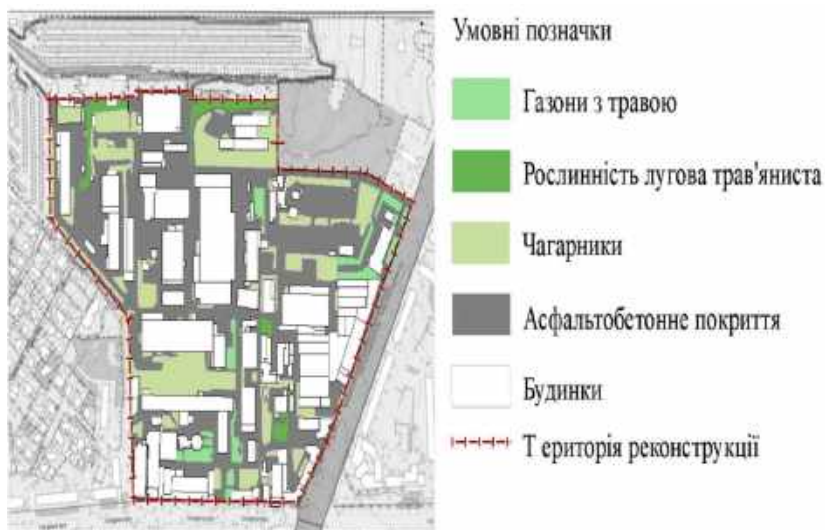 Умовні позначки
Газони з травою
Рослинність лугова трав'яниста
Чагарники
Асфальтобетонне покриття
Будинки
Т ериторія реконструкції